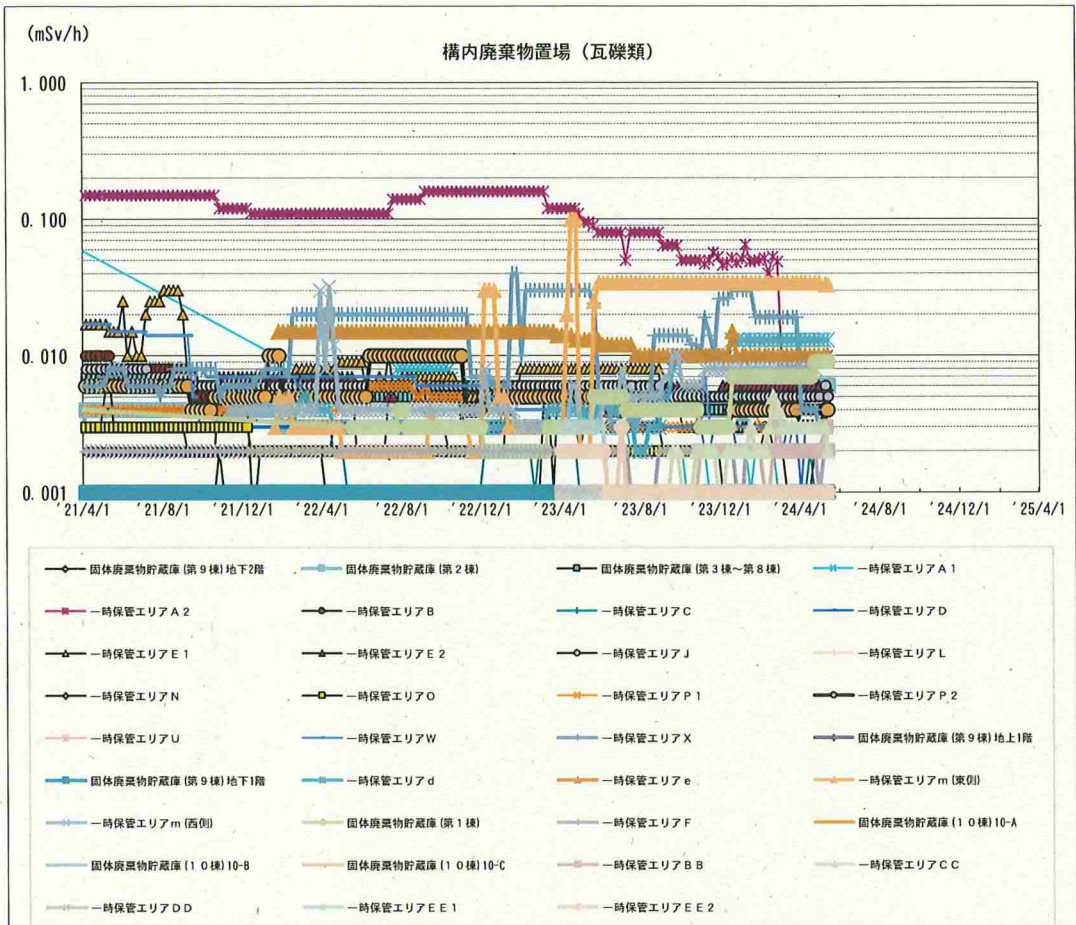 (mSv/h)
構内廃棄物置場（瓦礫類）
1.000
0.100
0.010
0.001
'21/4/1 '21/8/1 '21/12/1 '22/4/1 '22/8/1 '22/12/1 '23/4/1 '23/8/1 '23/12/1 '24/4/1 '24/8/1 '24/12/1 '25/4/1
固体廃棄物貯蔵庫(第9棟)地下2階 固体廃棄物貯蔵庫(第2棟) 固体廃棄物貯蔵庫(第3棟～第8棟) 一時保管エリアA1
一時保管エリアA2 一時保管エリアB 一時保管エリアC 一時保管エリアD
一時保管エリアE1 一時保管エリアE2 一時保管エリアJ 一時保管エリアL
一時保管エリアN 一時保管エリアO 一時保管エリアP1 一時保管エリアP2
一時保管エリアU 一時保管エリアW 一時保管エリアX 固体廃棄物貯蔵庫(第9棟)地上1階
固体廃棄物貯蔵庫(第9棟)地下1階 一時保管エリアd 一時保管エリアe 一時保管エリアm(東側)
一時保管エリアm(西側) 固体廃棄物貯蔵庫(第1棟) 一時保管エリアF 固体廃棄物貯蔵庫(10棟)10-A
固体廃棄物貯蔵庫(10棟)10-B 固体廃棄物貯蔵庫(10棟)10-C 一時保管エリアBB 一時保管エリアCC
一時保管エリアDD 一時保管エリアEE1 一時保管エリアEE2